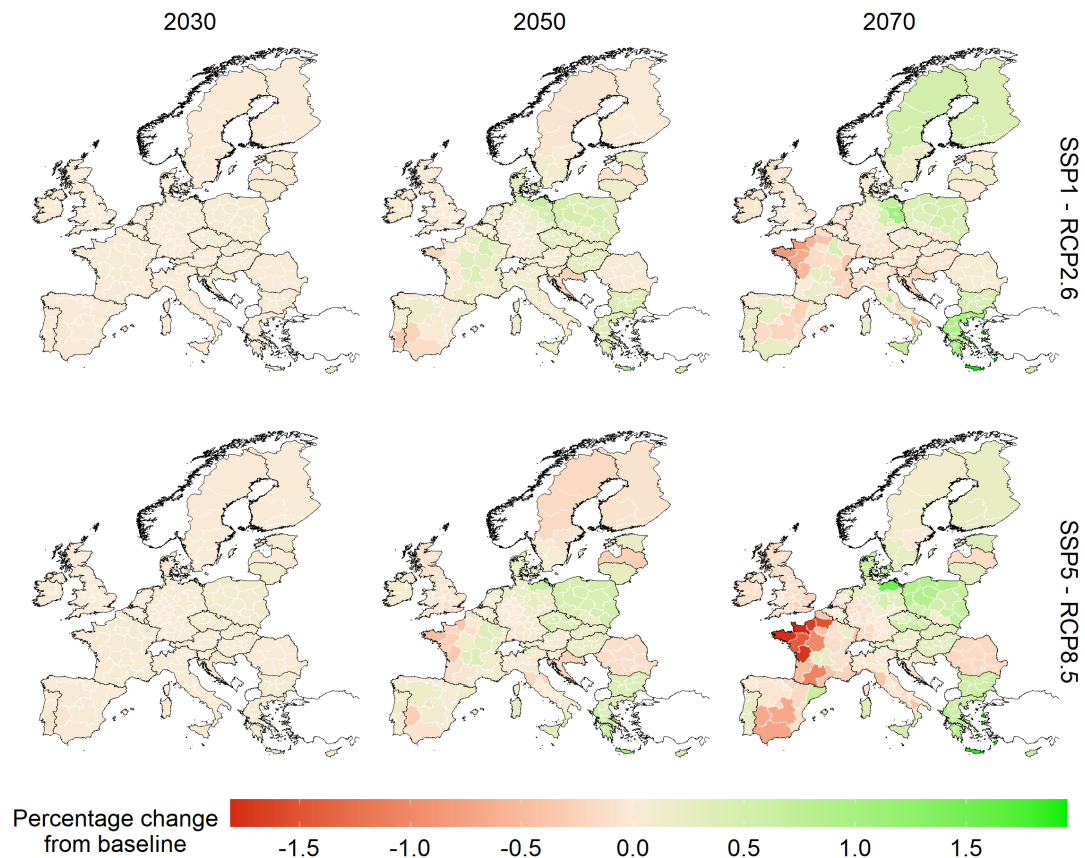 2030 2050 2070
SSP1 - RCP2.6
SSP5 - RCP8.5
Percentage change
from baseline
-1.5 -1.0 -0.5 0.0 0.5 1.0 1.5